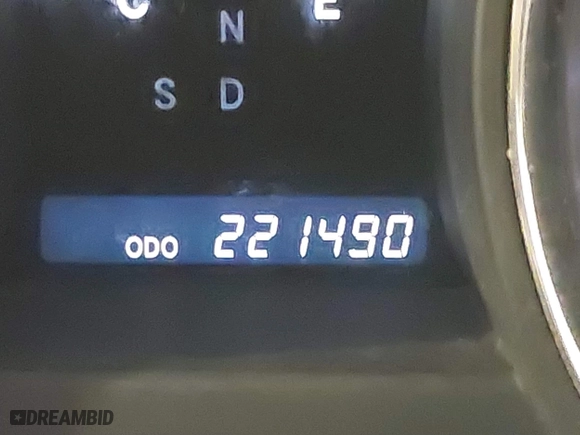 C E
N
S D
ODO 221490
DREAMBID